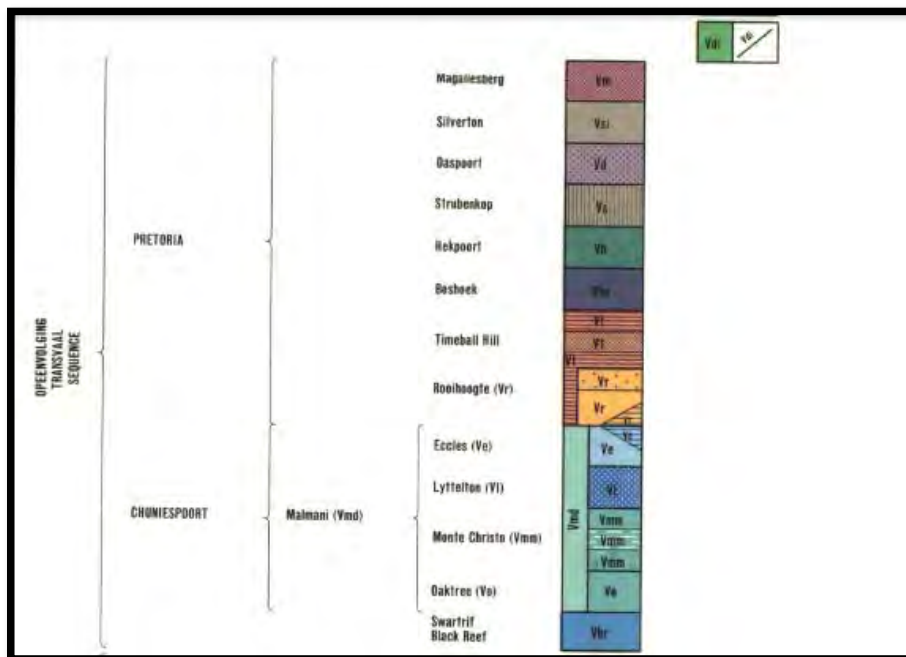 Vdi Vdi
Magaliesberg Vm
Silverton Vsi
Daspoort Vd
Strubenkop Vs
PRETORIA
Hekpoort Vh
Boshoek
Vt
Timeball Hill Vt
Vt
OPEENVOLGING
TRANSVAAL
SEQUENCE
Vr
Rooihoogte (Vr) Vr
Eccles (Ve) Ve
Lyttelton (Vl) Vl
CHUNIESPOORT Malmani (Vmd) Vmd
Vmm
Monte Christo (Vmm) Vmm
Vmm
Oaktree (Vo) Vo
Swartrif
Black Reef Vbr